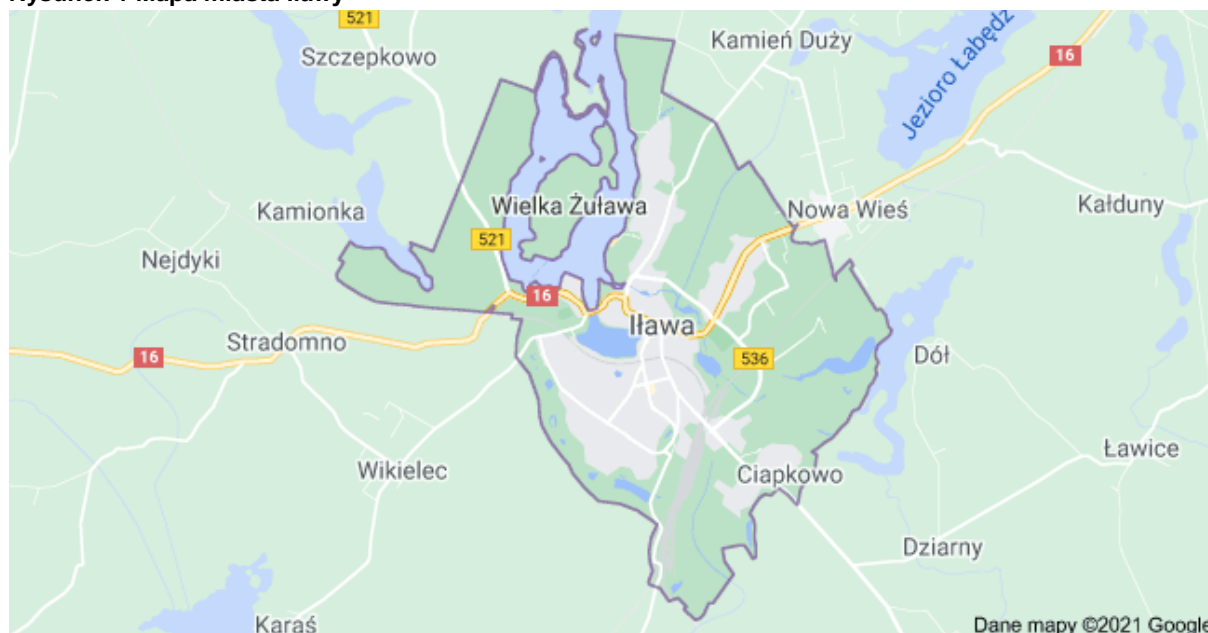 521
Szczepkowo
Kamień Duży
16
Jezioro Łabędź
Kamionka
Wielka Żuława
Nowa Wieś
Kałduny
521
Nejdyki
16
Iława
Stradomno
16
536
Dół
Wikielec
Ciapkowo
Ławice
Dziarny
Karaś
Dane mapy ©2021 Google